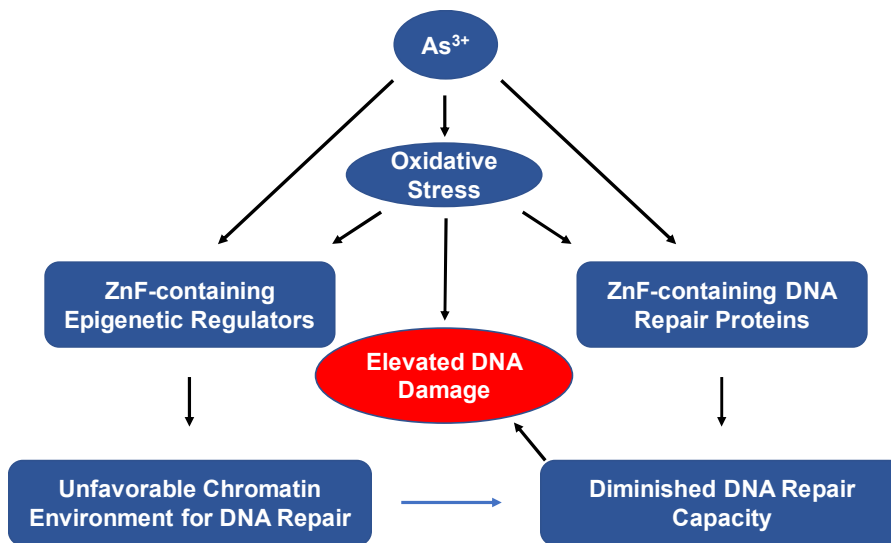 As³⁺
Oxidative
Stress
ZnF-containing
Epigenetic Regulators
ZnF-containing DNA
Repair Proteins
Elevated DNA
Damage
Unfavorable Chromatin
Environment for DNA Repair
Diminished DNA Repair
Capacity